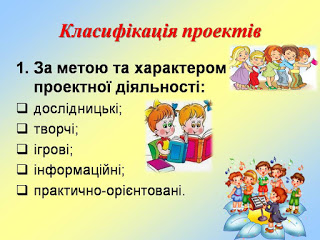 Класифікація проектів
1. За метою та характером
проектної діяльності:
❑ дослідницькі;
❑ творчі;
❑ ігрові;
❑ інформаційні;
❑ практично-орієнтовані.